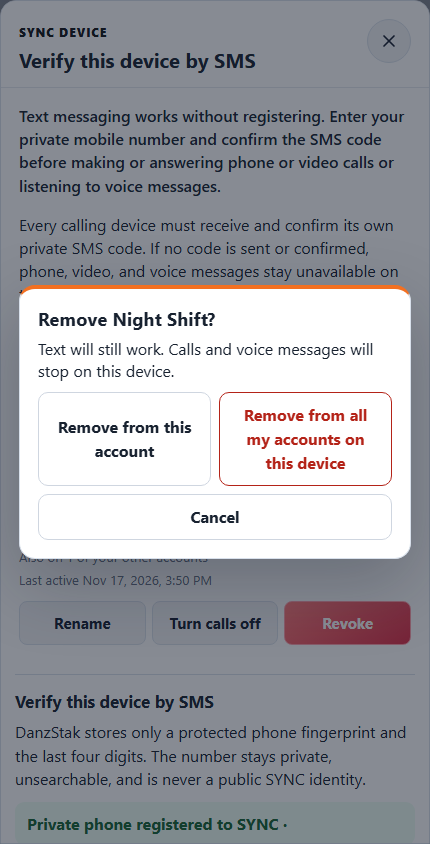 SYNC DEVICE
Verify this device by SMS
Text messaging works without registering. Enter your
private mobile number and confirm the SMS code
before making or answering phone or video calls or
listening to voice messages.
Every calling device must receive and confirm its own
private SMS code. If no code is sent or confirmed,
phone, video, and voice messages stay unavailable on
Remove Night Shift?
Text will still work. Calls and voice messages will
stop on this device.
Remove from this
account
Remove from all
my accounts on
this device
Cancel
Also on 1 of your other accounts
Last active Nov 17, 2026, 3:50 PM
Rename
Turn calls off
Revoke
Verify this device by SMS
DanzStak stores only a protected phone fingerprint and
the last four digits. The number stays private,
unsearchable, and is never a public SYNC identity.
Private phone registered to SYNC ·